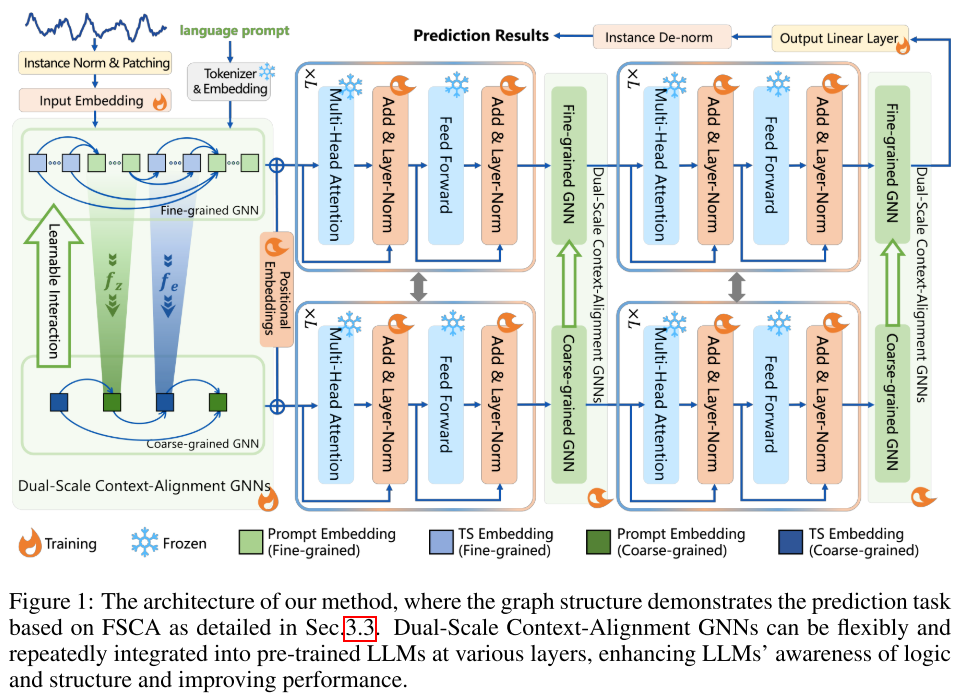 language prompt
Prediction Results
Instance De-norm
Output Linear Layer
Instance Norm & Patching
Tokenizer
& Embedding
Input Embedding
×L
Multi-Head Attention
Add & Layer-Norm
Feed Forward
Add & Layer-Norm
Fine-grained GNN
Dual-Scale Context-Alignment GNNs
×L
Multi-Head Attention
Add & Layer-Norm
Feed Forward
Add & Layer-Norm
Fine-grained GNN
Dual-Scale Context-Alignment GNNs
Fine-grained GNN
Learnable Interaction
f_z
f_e
Positional
Embeddings
×L
Multi-Head Attention
Add & Layer-Norm
Feed Forward
Add & Layer-Norm
Coarse-grained GNN
×L
Multi-Head Attention
Add & Layer-Norm
Feed Forward
Add & Layer-Norm
Coarse-grained GNN
Coarse-grained GNN
Dual-Scale Context-Alignment GNNs
Training
Frozen
Prompt Embedding
(Fine-grained)
TS Embedding
(Fine-grained)
Prompt Embedding
(Coarse-grained)
TS Embedding
(Coarse-grained)
Figure 1: The architecture of our method, where the graph structure demonstrates the prediction task
based on FSCA as detailed in Sec.3.3. Dual-Scale Context-Alignment GNNs can be flexibly and
repeatedly integrated into pre-trained LLMs at various layers, enhancing LLMs' awareness of logic
and structure and improving performance.